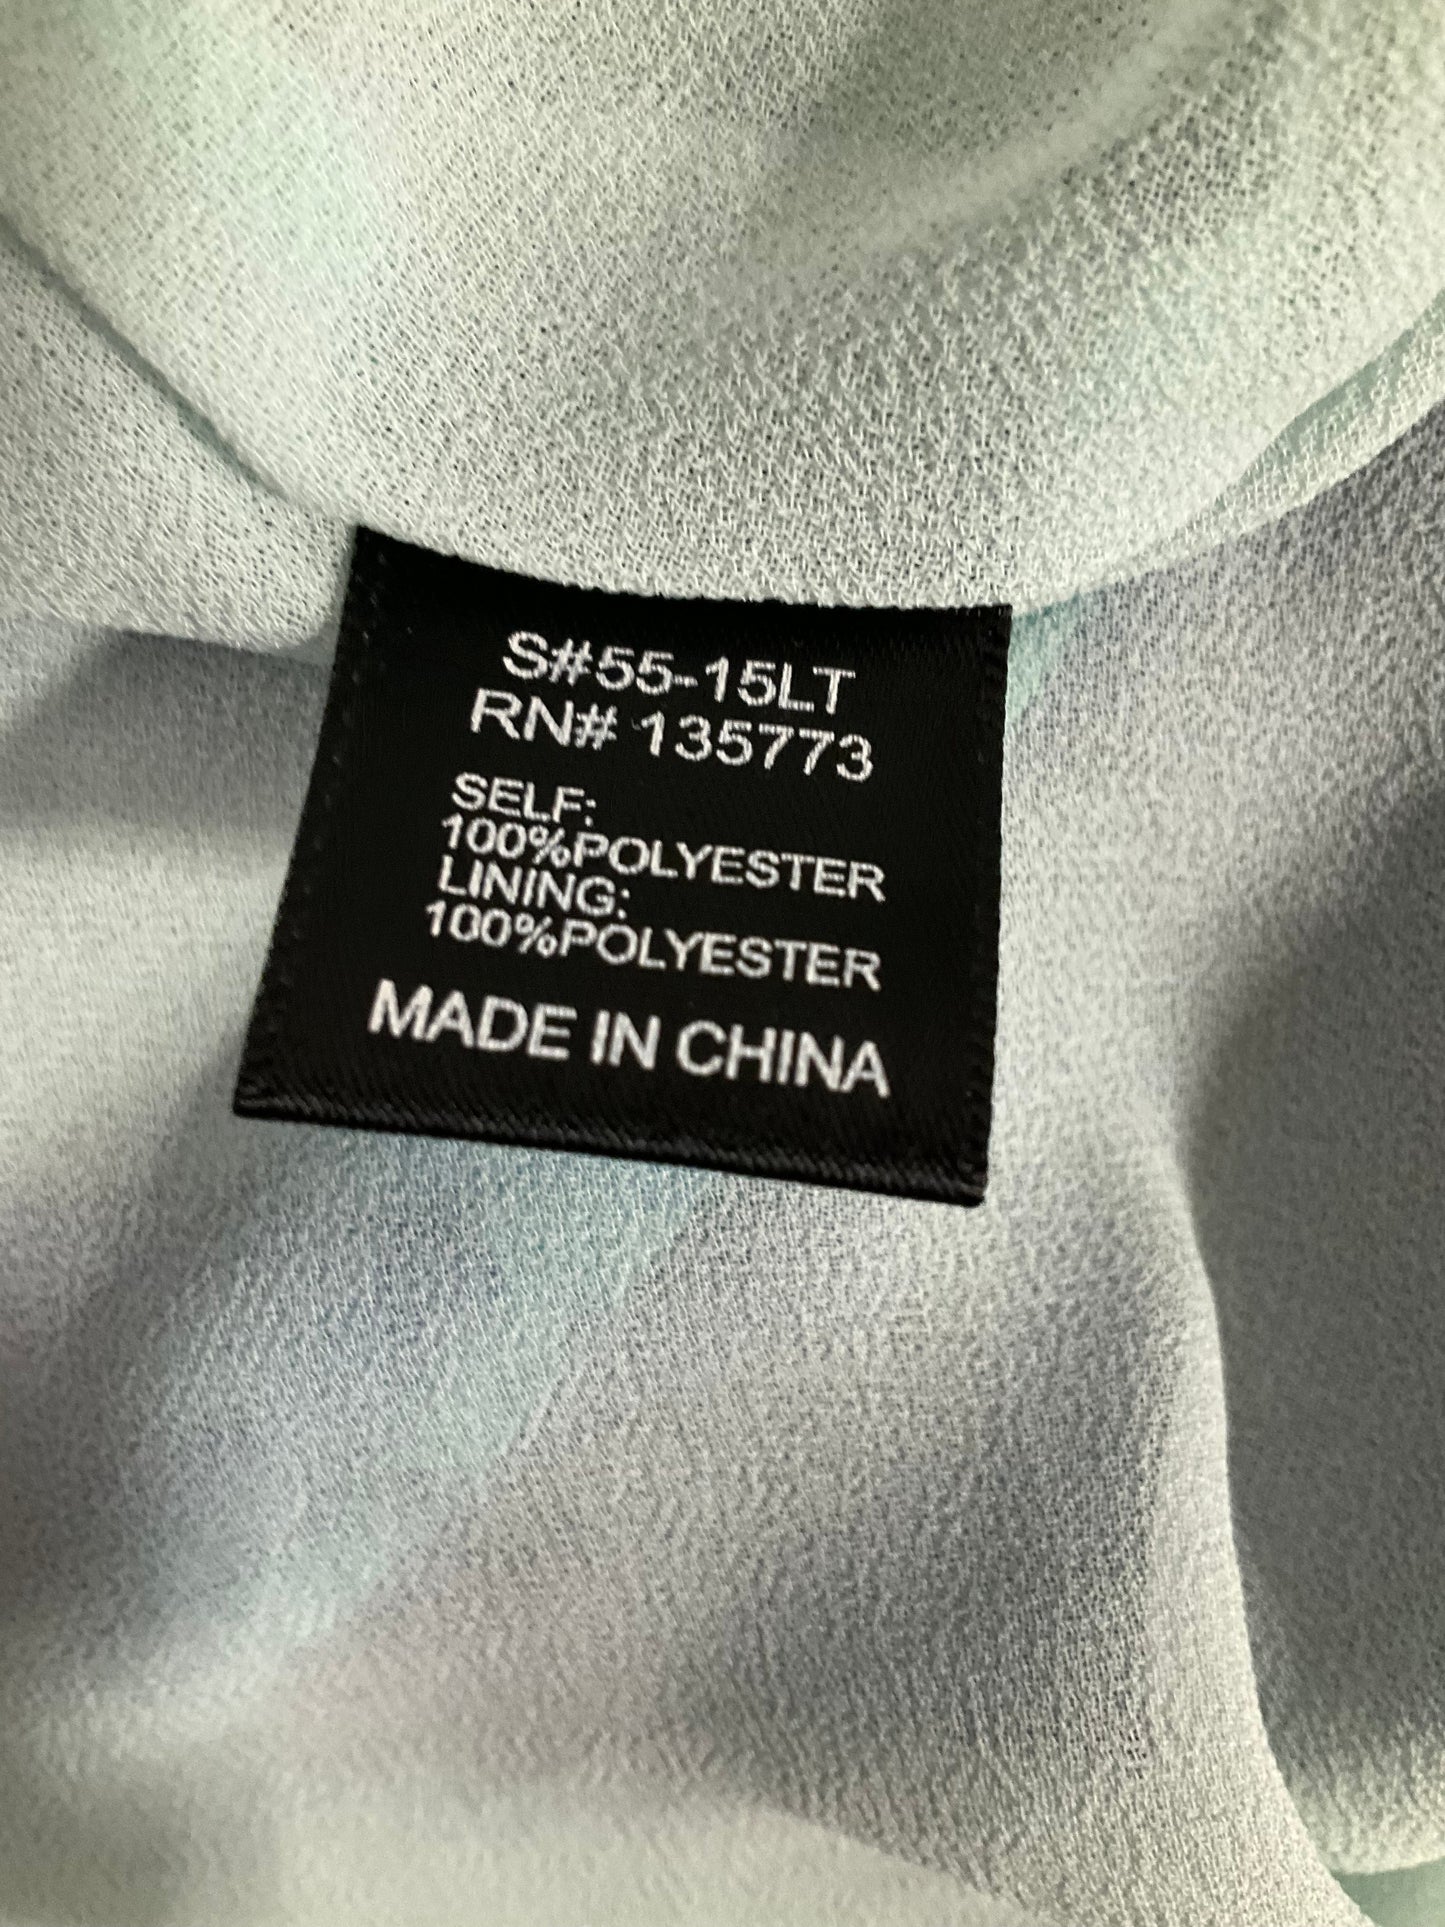 S#55-15LT
RN# 135773
SELF:
100%POLYESTER
LINING:
100%POLYESTER
MADE IN CHINA